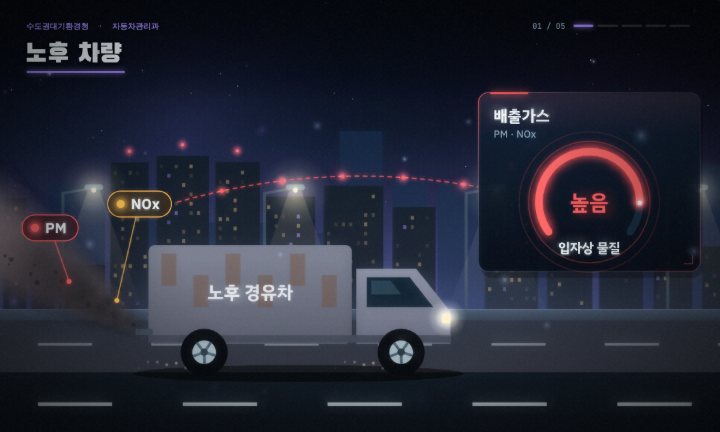 수도권대기환경청 · 자동차관리과
노후 차량
01 / 05
배출가스
PM · NOx
높음
입자상 물질
NOx
PM
노후 경유차